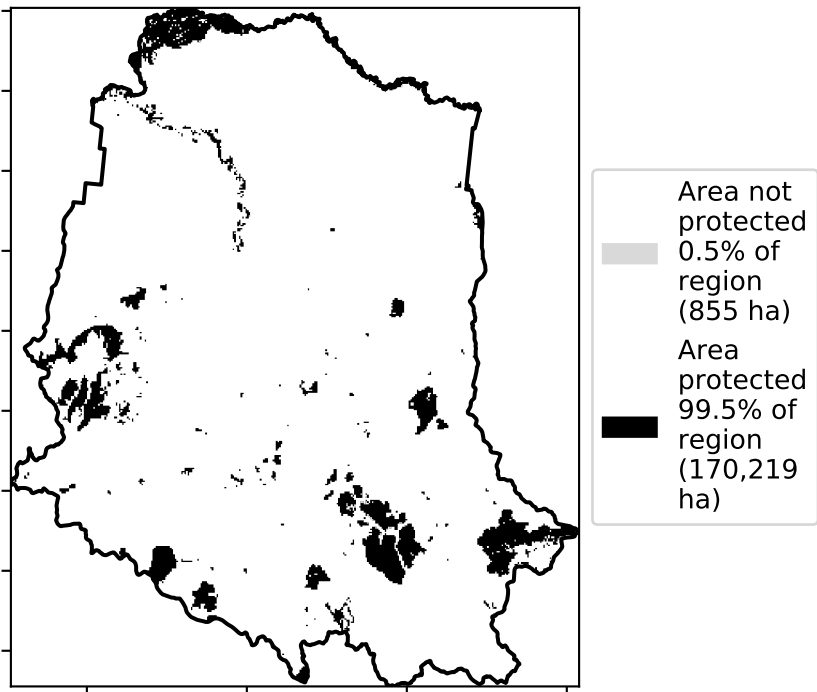 Area not
protected
0.5% of
region
(855 ha)
Area
protected
99.5% of
region
(170,219
ha)